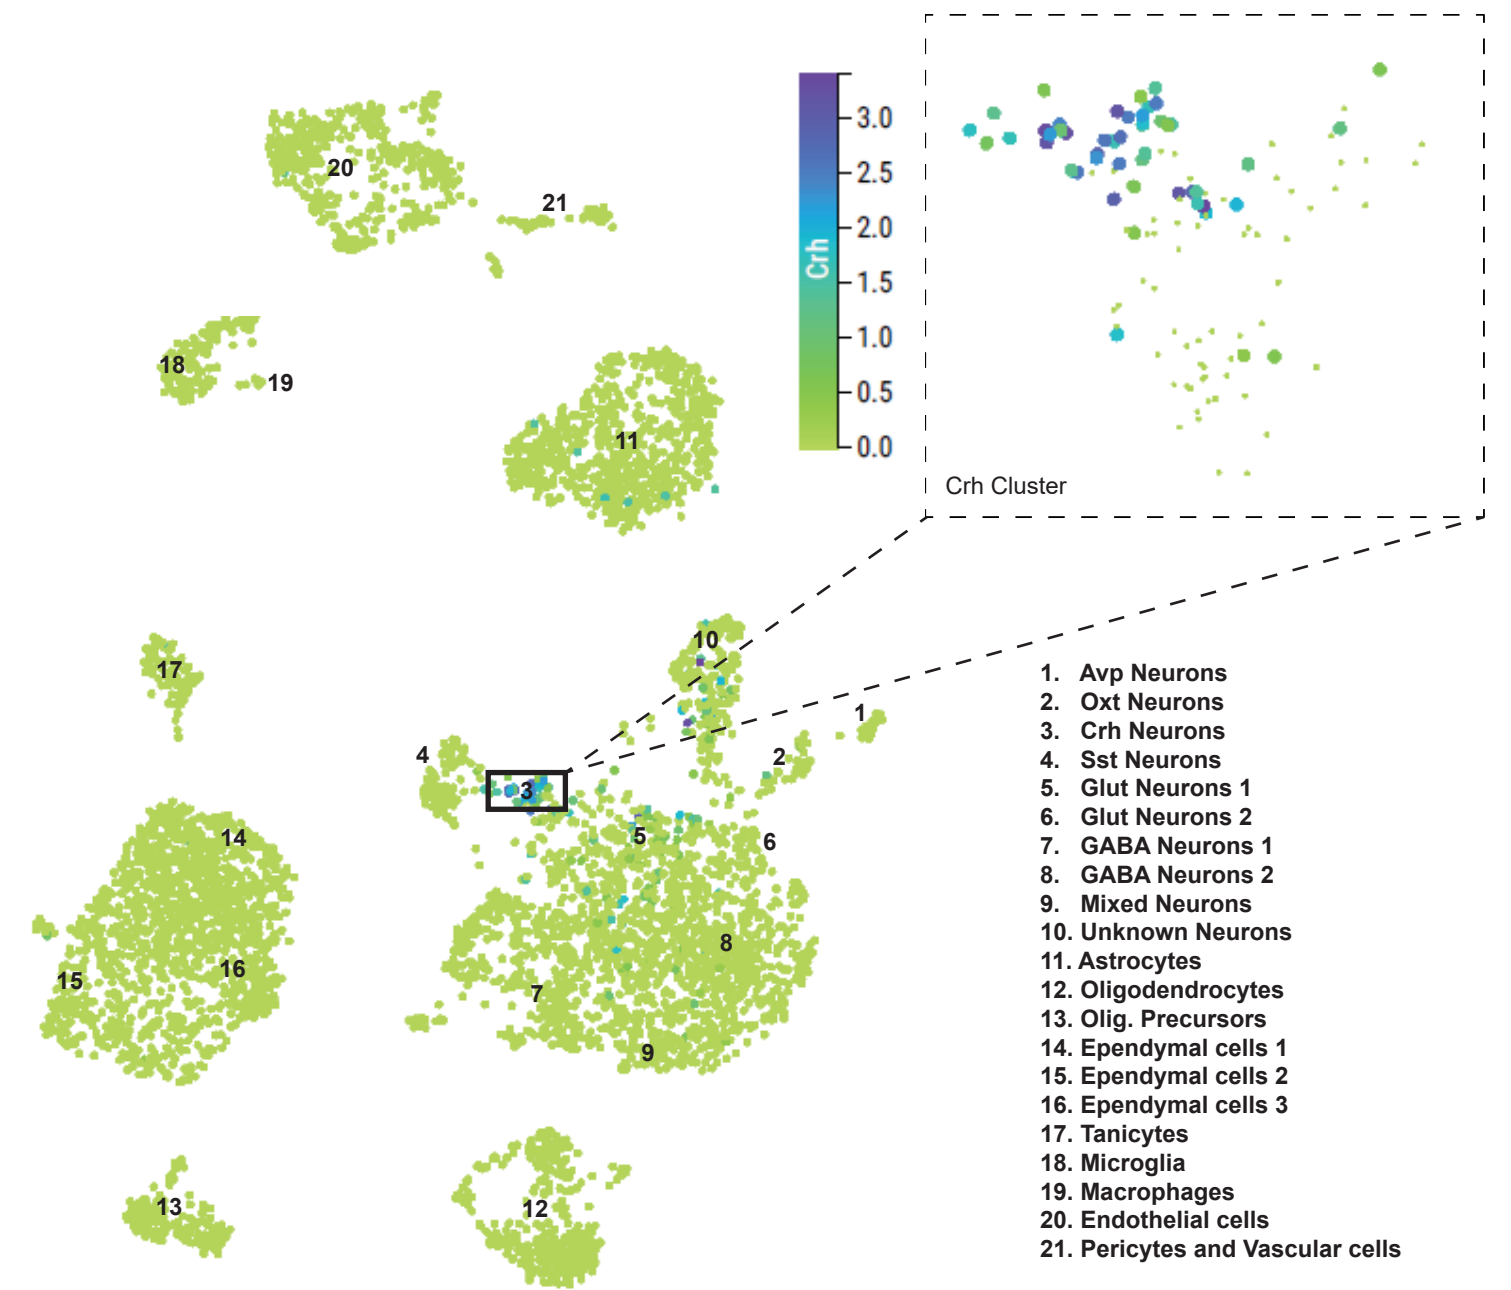 20
21
18
19
11
Crh
3.0
2.5
2.0
1.5
1.0
0.5
0.0
Crh Cluster
17
10
1
2
4
3
5
6
14
15
16
8
7
9
13
12
1. Avp Neurons
2. Oxt Neurons
3. Crh Neurons
4. Sst Neurons
5. Glut Neurons 1
6. Glut Neurons 2
7. GABA Neurons 1
8. GABA Neurons 2
9. Mixed Neurons
10. Unknown Neurons
11. Astrocytes
12. Oligodendrocytes
13. Olig. Precursors
14. Ependymal cells 1
15. Ependymal cells 2
16. Ependymal cells 3
17. Tanicytes
18. Microglia
19. Macrophages
20. Endothelial cells
21. Pericytes and Vascular cells